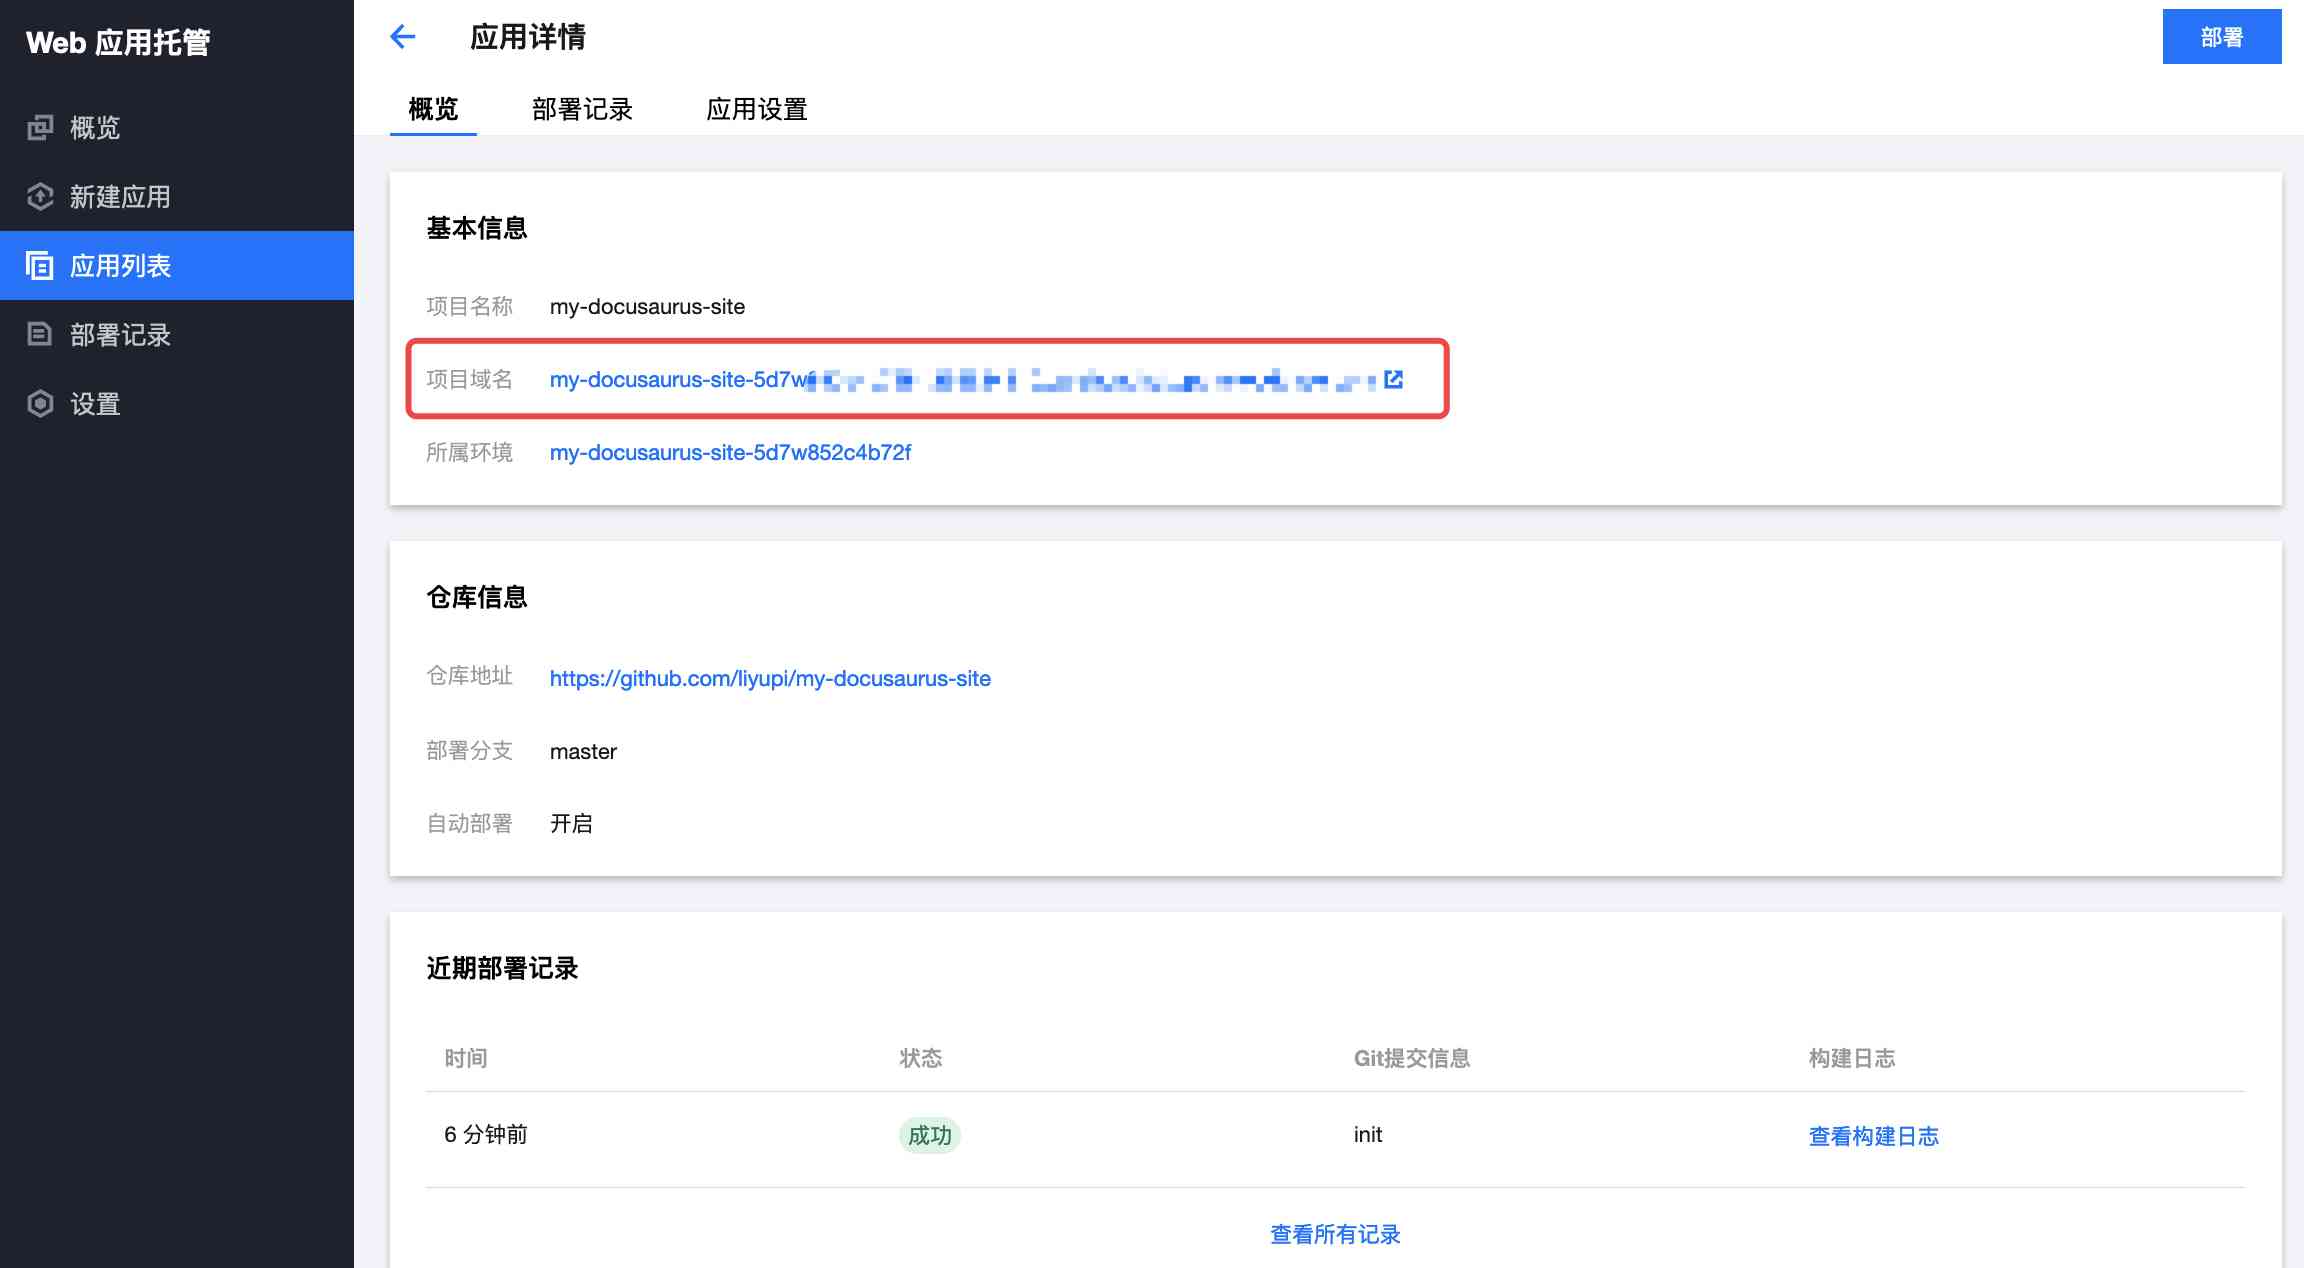 Web 应用托管
概览
新建应用
应用列表
部署记录
设置
应用详情
部署
概览 部署记录 应用设置
基本信息
项目名称 my-docusaurus-site
项目域名 my-docusaurus-site-5d7w
所属环境 my-docusaurus-site-5d7w852c4b72f
仓库信息
仓库地址 https://github.com/liyupi/my-docusaurus-site
部署分支 master
自动部署 开启
近期部署记录
时间 状态 Git提交信息 构建日志
6 分钟前 成功 init 查看构建日志
查看所有记录